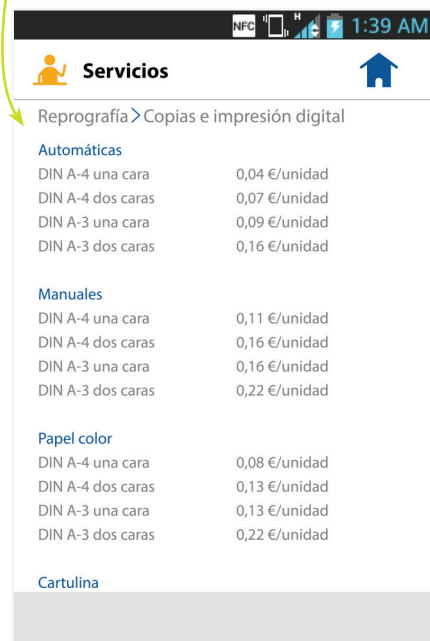 NFC H 1:39 AM
Servicios
Reprografía > Copias e impresión digital
Automáticas
DIN A-4 una cara 0,04 €/unidad
DIN A-4 dos caras 0,07 €/unidad
DIN A-3 una cara 0,09 €/unidad
DIN A-3 dos caras 0,16 €/unidad
Manuales
DIN A-4 una cara 0,11 €/unidad
DIN A-4 dos caras 0,16 €/unidad
DIN A-3 una cara 0,16 €/unidad
DIN A-3 dos caras 0,22 €/unidad
Papel color
DIN A-4 una cara 0,08 €/unidad
DIN A-4 dos caras 0,13 €/unidad
DIN A-3 una cara 0,13 €/unidad
DIN A-3 dos caras 0,22 €/unidad
Cartulina